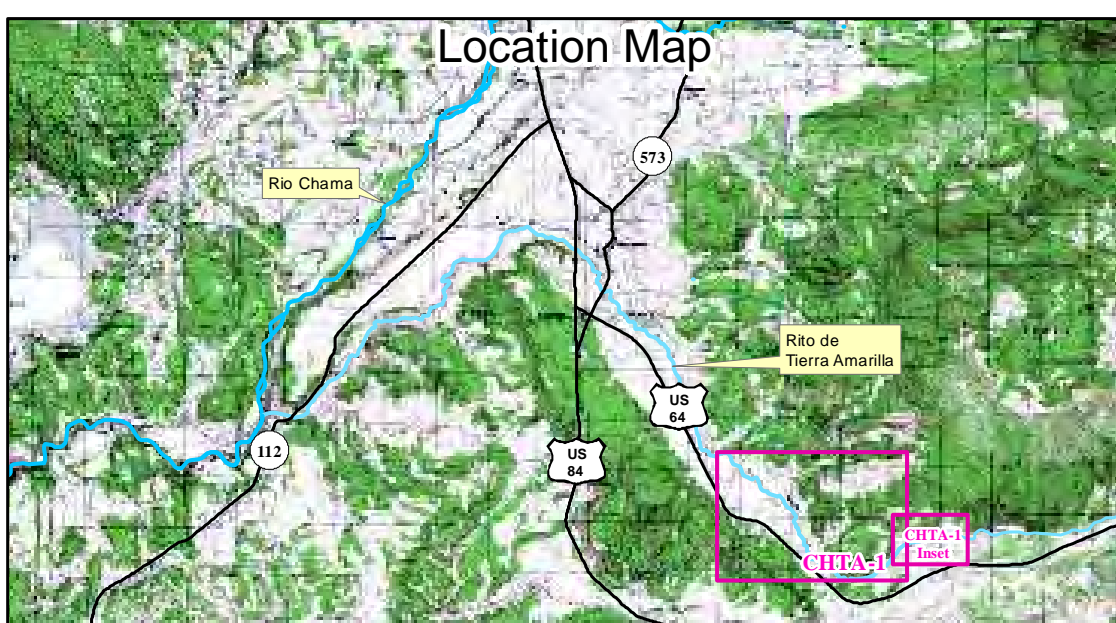 Location Map
573
Rio Chama
Rito de
Tierra Amarilla
US
64
112
US
84
CHTA-1
Inset
CHTA-1